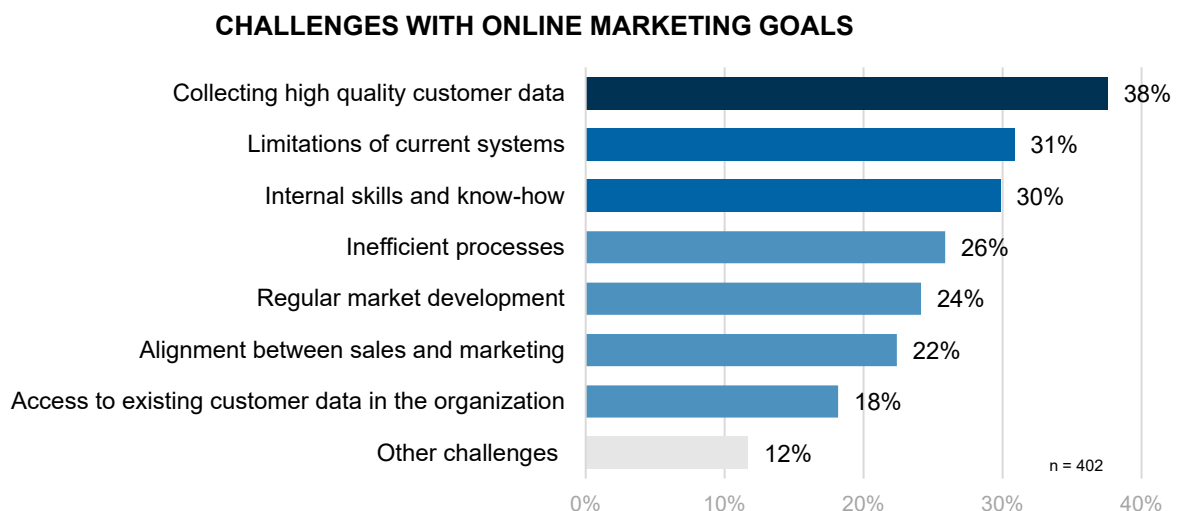 CHALLENGES WITH ONLINE MARKETING GOALS
Collecting high quality customer data 38%
Limitations of current systems 31%
Internal skills and know-how 30%
Inefficient processes 26%
Regular market development 24%
Alignment between sales and marketing 22%
Access to existing customer data in the organization 18%
Other challenges 12%
n = 402
0% 10% 20% 30% 40%